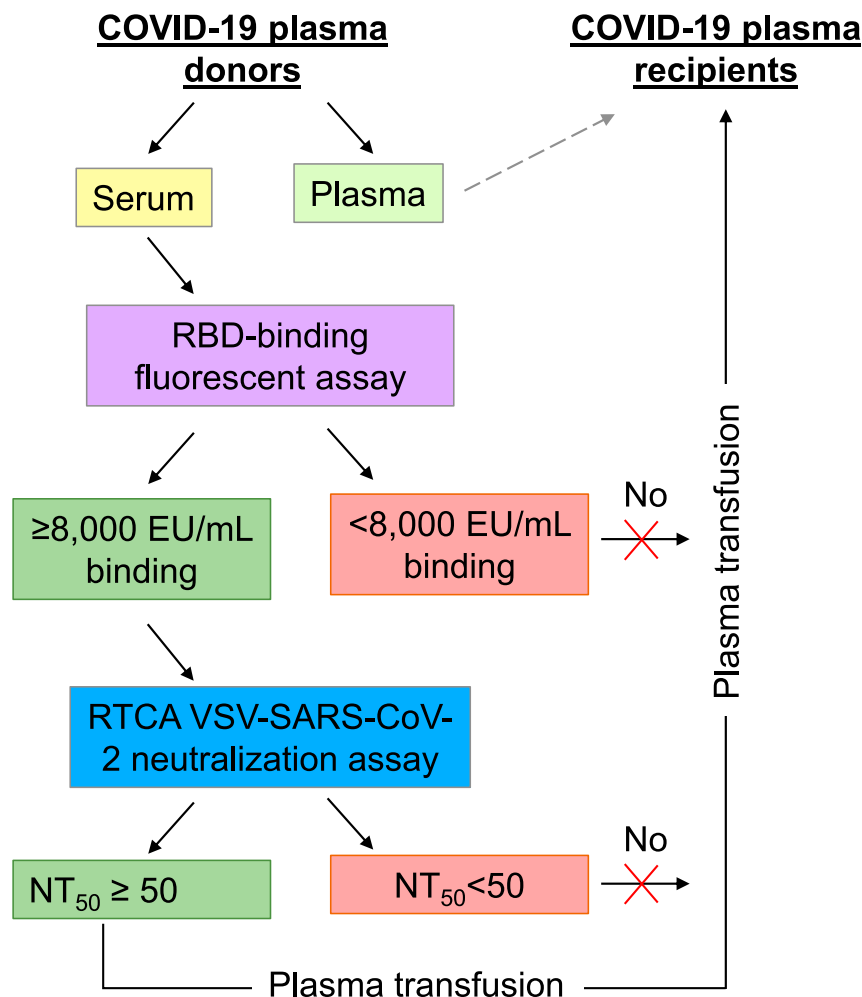 COVID-19 plasma
donors
COVID-19 plasma
recipients
Serum
Plasma
RBD-binding
fluorescent assay
≥8,000 EU/mL
binding
<8,000 EU/mL
binding
No
Plasma transfusion
RTCA VSV-SARS-CoV-
2 neutralization assay
NT₅₀ ≥ 50
NT₅₀<50
No
Plasma transfusion